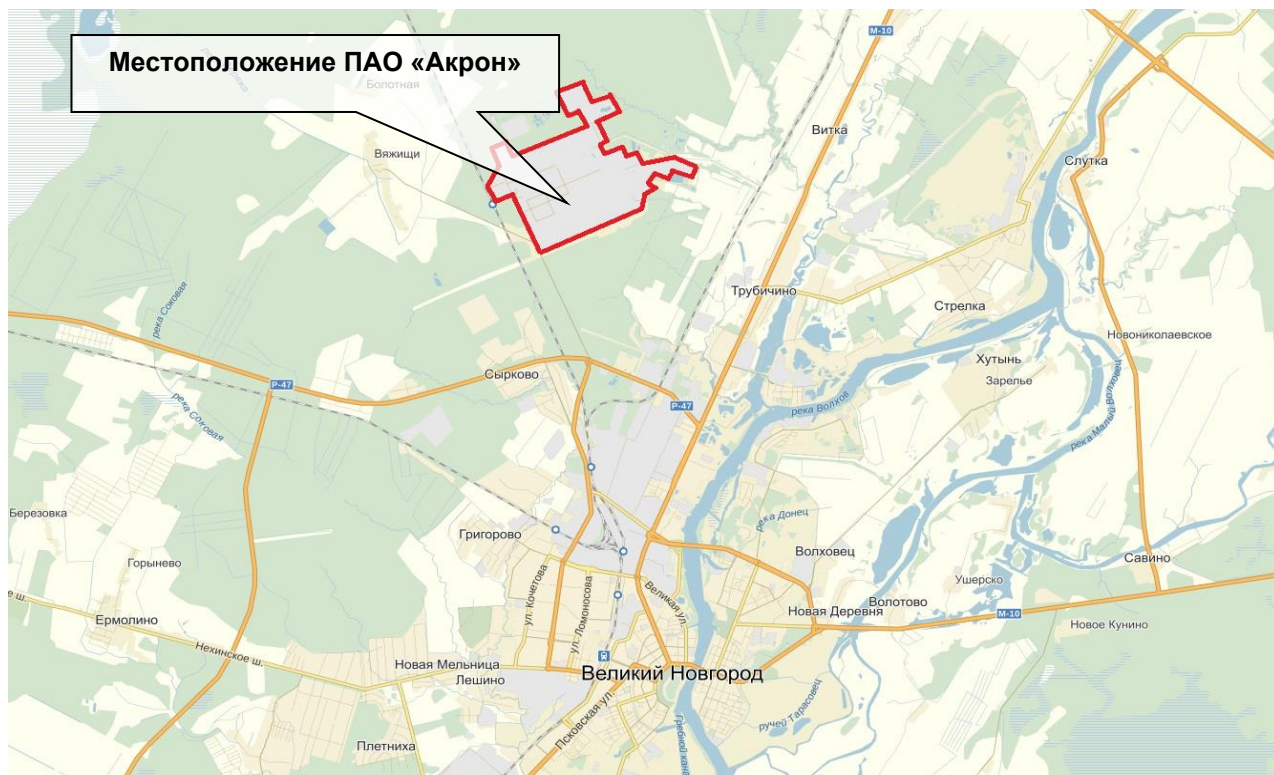 М-10
Местоположение ПАО «Акрон»
Болотная
Витка
Вяжищи
Слутка
Трубичино
река Соковая
Стрелка
Новониколаевское
Хутынь
Сырково
Зарелье
Р-47
Р-47
река Волхов
река Малый Волховец
река Соковая
Березовка
река Донец
Григорово
Волховец
Горынево
Савино
Ушерско
ул. Кочетова
ул. Ломоносова
Великая ул.
Волотово
Новая Деревня
М-10
е ш.
Ермолино
Новое Кунино
Нехинское ш.
Новая Мельница
Лешино
Великий Новгород
ручей Тарасовец
Псковская ул.
Гребной кана
Плетниха